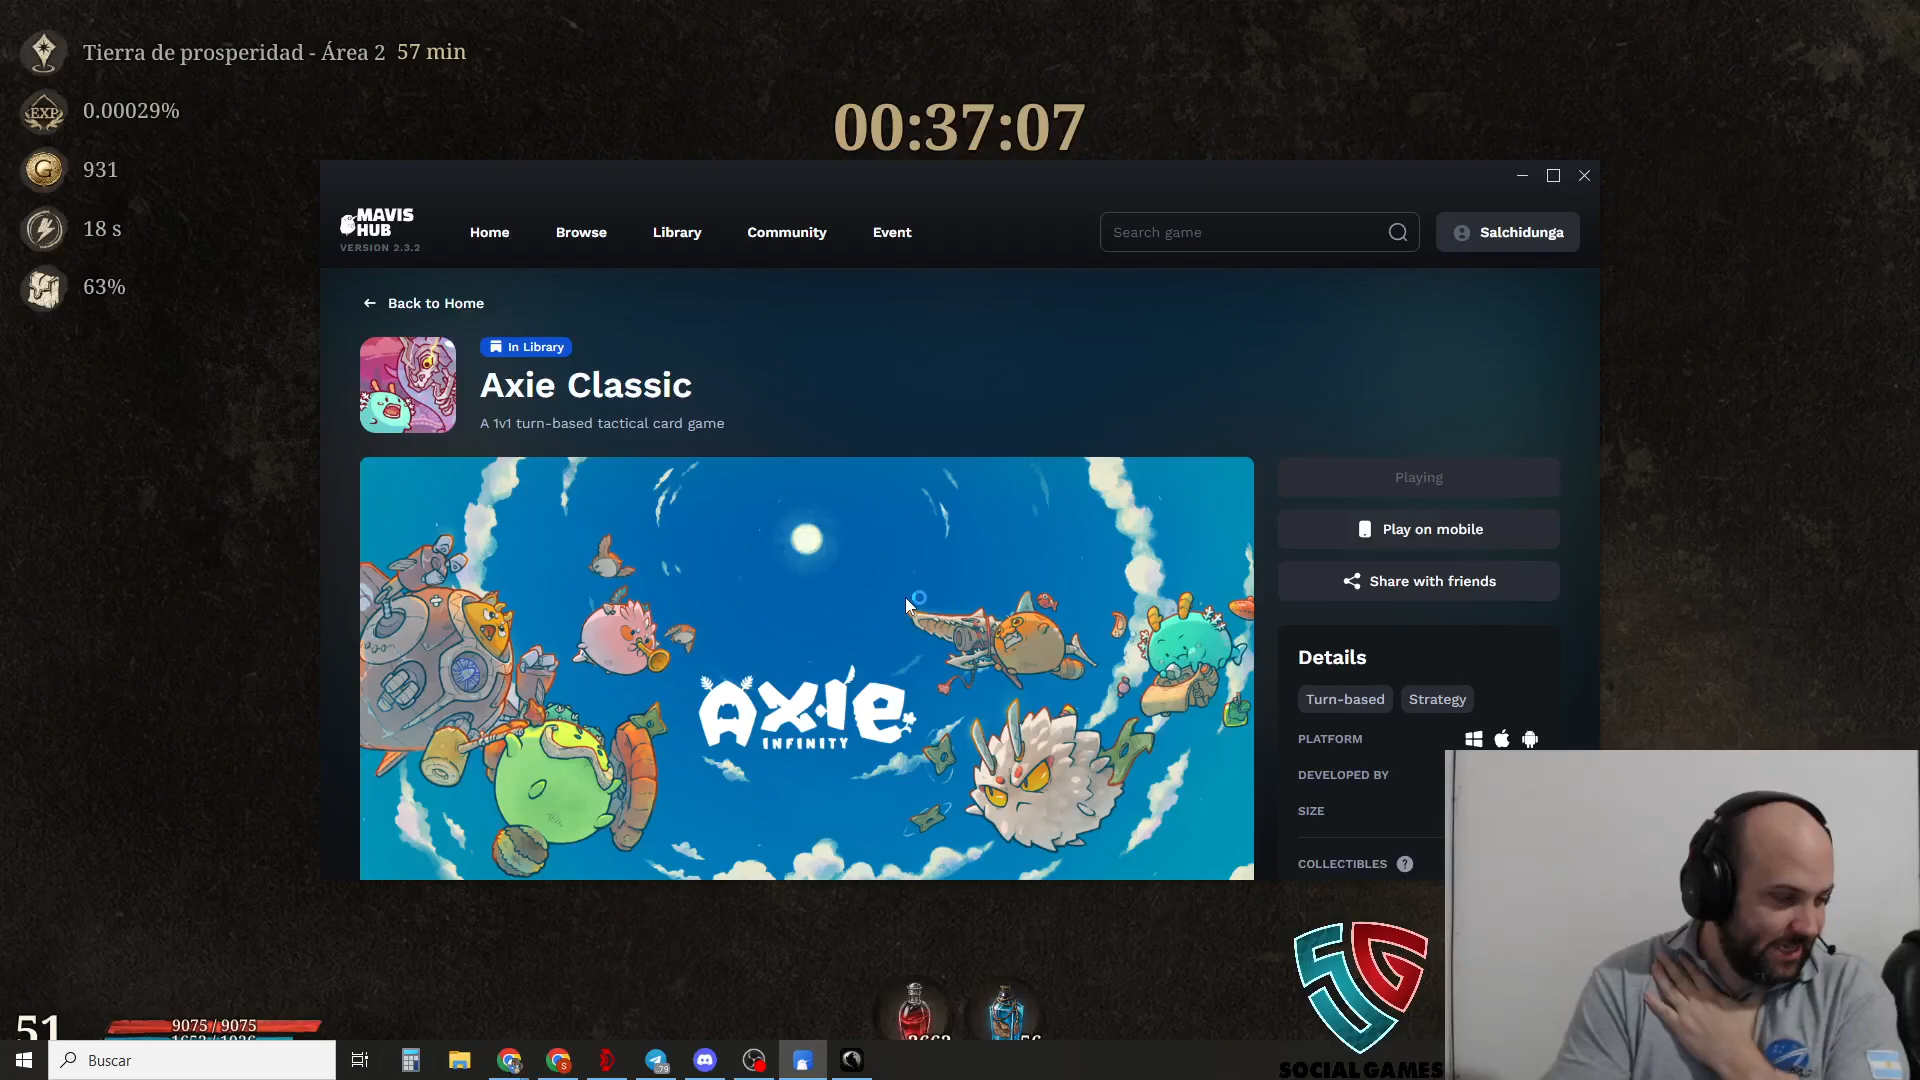 Tierra de prosperidad - Área 2 57 min
EXP 0.00029%
G 931
18 s
63%
00:37:07
MAVIS
HUB
VERSION 2.3.2
Home Browse Library Community Event
Search game
Salchidunga
Back to Home
In Library
Axie Classic
A 1v1 turn-based tactical card game
AXIE
INFINITY
Playing
Play on mobile
Share with friends
Details
Turn-based Strategy
PLATFORM
DEVELOPED BY
SIZE
COLLECTIBLES ?
SG
SOCIAL GAMES
51
9075 / 9075
Buscar
79